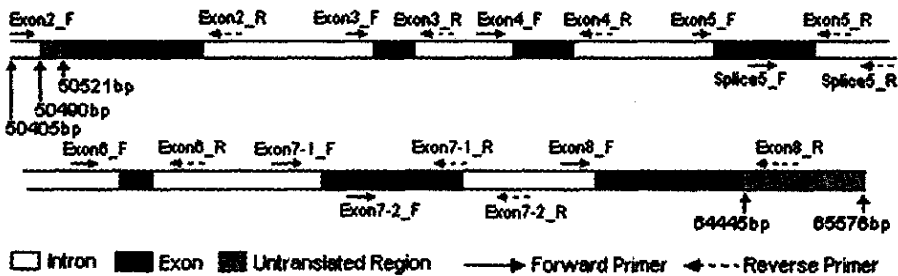 Exon2_F Exon2_R Exon3_F Exon3_R Exon4_F Exon4_R Exon5_F Exon5_R
Splice5_F Splice5_R
50521bp
50490bp
50405bp
Exon6_F Exon6_R Exon7-1_F Exon7-1_R Exon8_F Exon8_R
Exon7-2_F Exon7-2_R
64445bp 65576bp
Intron Exon Untranslated Region Forward Primer Reverse Primer